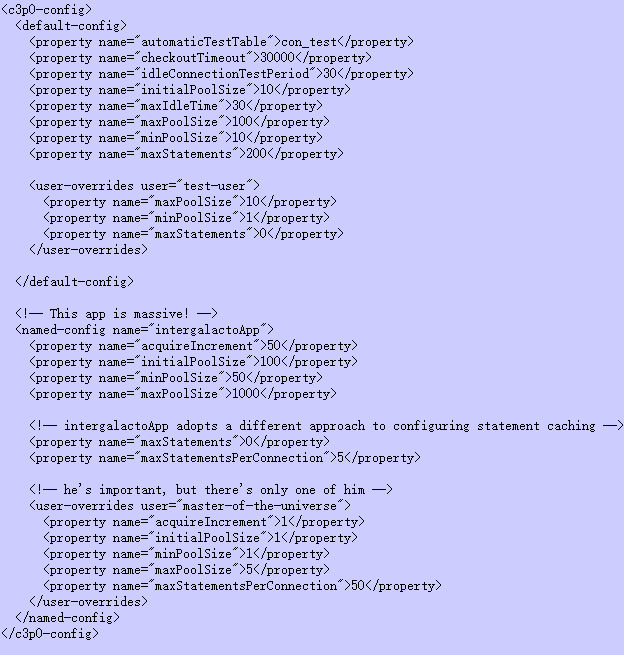 <c3p0-config>
  <default-config>
    <property name="automaticTestTable">con_test</property>
    <property name="checkoutTimeout">30000</property>
    <property name="idleConnectionTestPeriod">30</property>
    <property name="initialPoolSize">10</property>
    <property name="maxIdleTime">30</property>
    <property name="maxPoolSize">100</property>
    <property name="minPoolSize">10</property>
    <property name="maxStatements">200</property>

    <user-overrides user="test-user">
      <property name="maxPoolSize">10</property>
      <property name="minPoolSize">1</property>
      <property name="maxStatements">0</property>
    </user-overrides>

  </default-config>

  <!-- This app is massive! -->
  <named-config name="intergalactoApp">
    <property name="acquireIncrement">50</property>
    <property name="initialPoolSize">100</property>
    <property name="minPoolSize">50</property>
    <property name="maxPoolSize">1000</property>

    <!-- intergalactoApp adopts a different approach to configuring statement caching -->
    <property name="maxStatements">0</property>
    <property name="maxStatementsPerConnection">5</property>

    <!-- he's important, but there's only one of him -->
    <user-overrides user="master-of-the-universe">
      <property name="acquireIncrement">1</property>
      <property name="initialPoolSize">1</property>
      <property name="minPoolSize">1</property>
      <property name="maxPoolSize">5</property>
      <property name="maxStatementsPerConnection">50</property>
    </user-overrides>
  </named-config>
</c3p0-config>